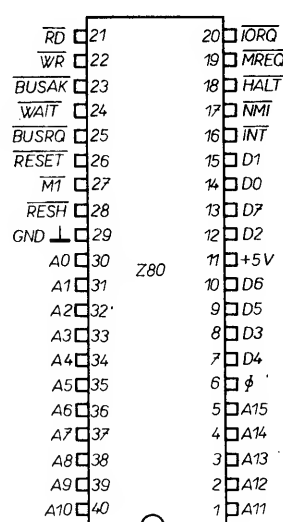 RD 21 20 IORQ
WR 22 19 MREQ
BUSAK 23 18 HALT
WAIT 24 17 NMI
BUSRQ 25 16 INT
RESET 26 15 D1
M1 27 14 D0
RESH 28 13 D7
GND ⊥ 29 12 D2
A0 30 11 +5V
Z80
A1 31 10 D6
A2 32 9 D5
A3 33 8 D3
A4 34 7 D4
A5 35 6 ϕ
A6 36 5 A15
A7 37 4 A14
A8 38 3 A13
A9 39 2 A12
A10 40 1 A11